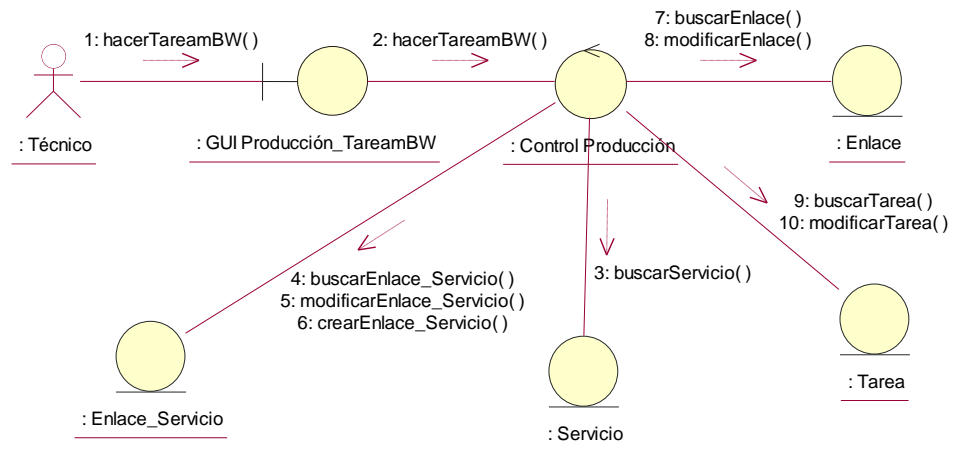 7: buscarEnlace( )
1: hacerTareamBW( )
2: hacerTareamBW( )
8: modificarEnlace( )
: Técnico
: GUI Producción_TareamBW
: Control Producción
: Enlace
9: buscarTarea( )
10: modificarTarea( )
4: buscarEnlace_Servicio( )
3: buscarServicio( )
5: modificarEnlace_Servicio( )
6: crearEnlace_Servicio( )
: Tarea
: Enlace_Servicio
: Servicio